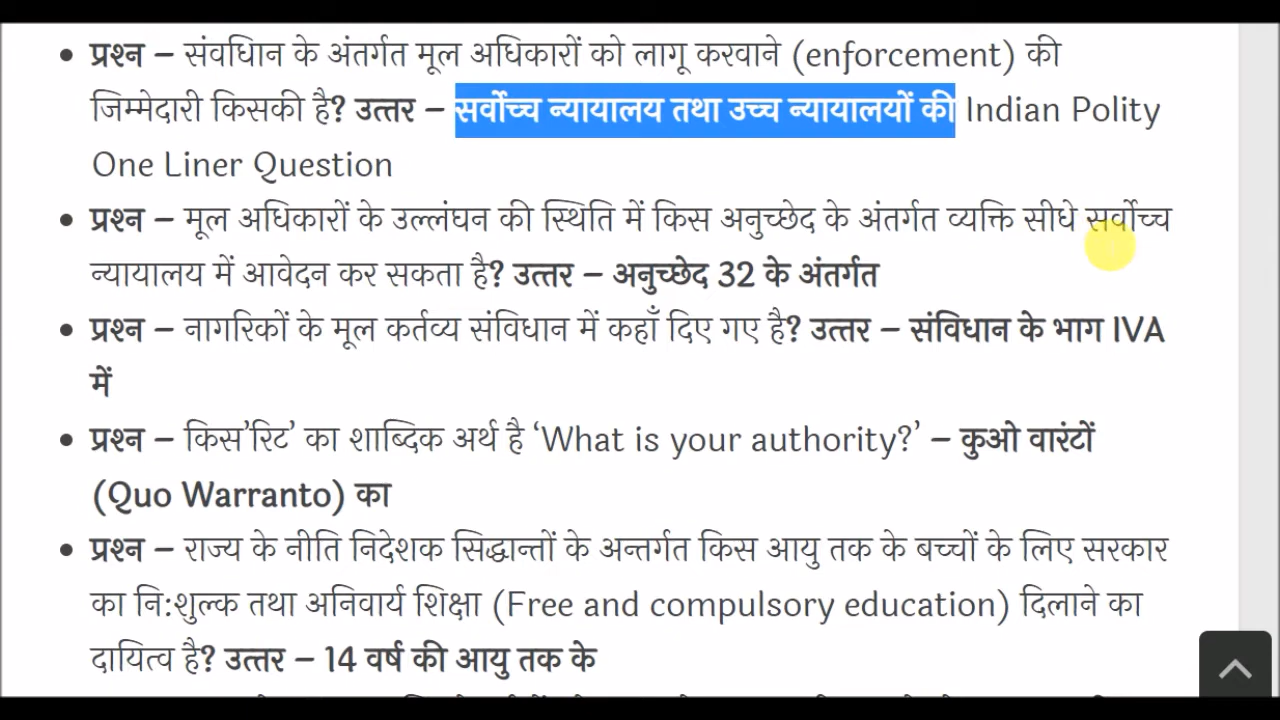 • प्रश्न – संवधिान के अंतर्गत मूल अधिकारों को लागू करवाने (enforcement) की
जिम्मेदारी किसकी है? उत्तर – सर्वोच्च न्यायालय तथा उच्च न्यायालयों की Indian Polity
One Liner Question
• प्रश्न – मूल अधिकारों के उल्लंघन की स्थिति में किस अनुच्छेद के अंतर्गत व्यक्ति सीधे सर्वोच्च
न्यायालय में आवेदन कर सकता है? उत्तर – अनुच्छेद 32 के अंतर्गत
• प्रश्न – नागरिकों के मूल कर्तव्य संविधान में कहाँ दिए गए है? उत्तर – संविधान के भाग IVA
में
• प्रश्न – किस’रिट’ का शाब्दिक अर्थ है ‘What is your authority?’ – कुओ वारंटों
(Quo Warranto) का
• प्रश्न – राज्य के नीति निदेशक सिद्धान्तों के अन्तर्गत किस आयु तक के बच्चों के लिए सरकार
का नि:शुल्क तथा अनिवार्य शिक्षा (Free and compulsory education) दिलाने का
दायित्व है? उत्तर – 14 वर्ष की आयु तक के